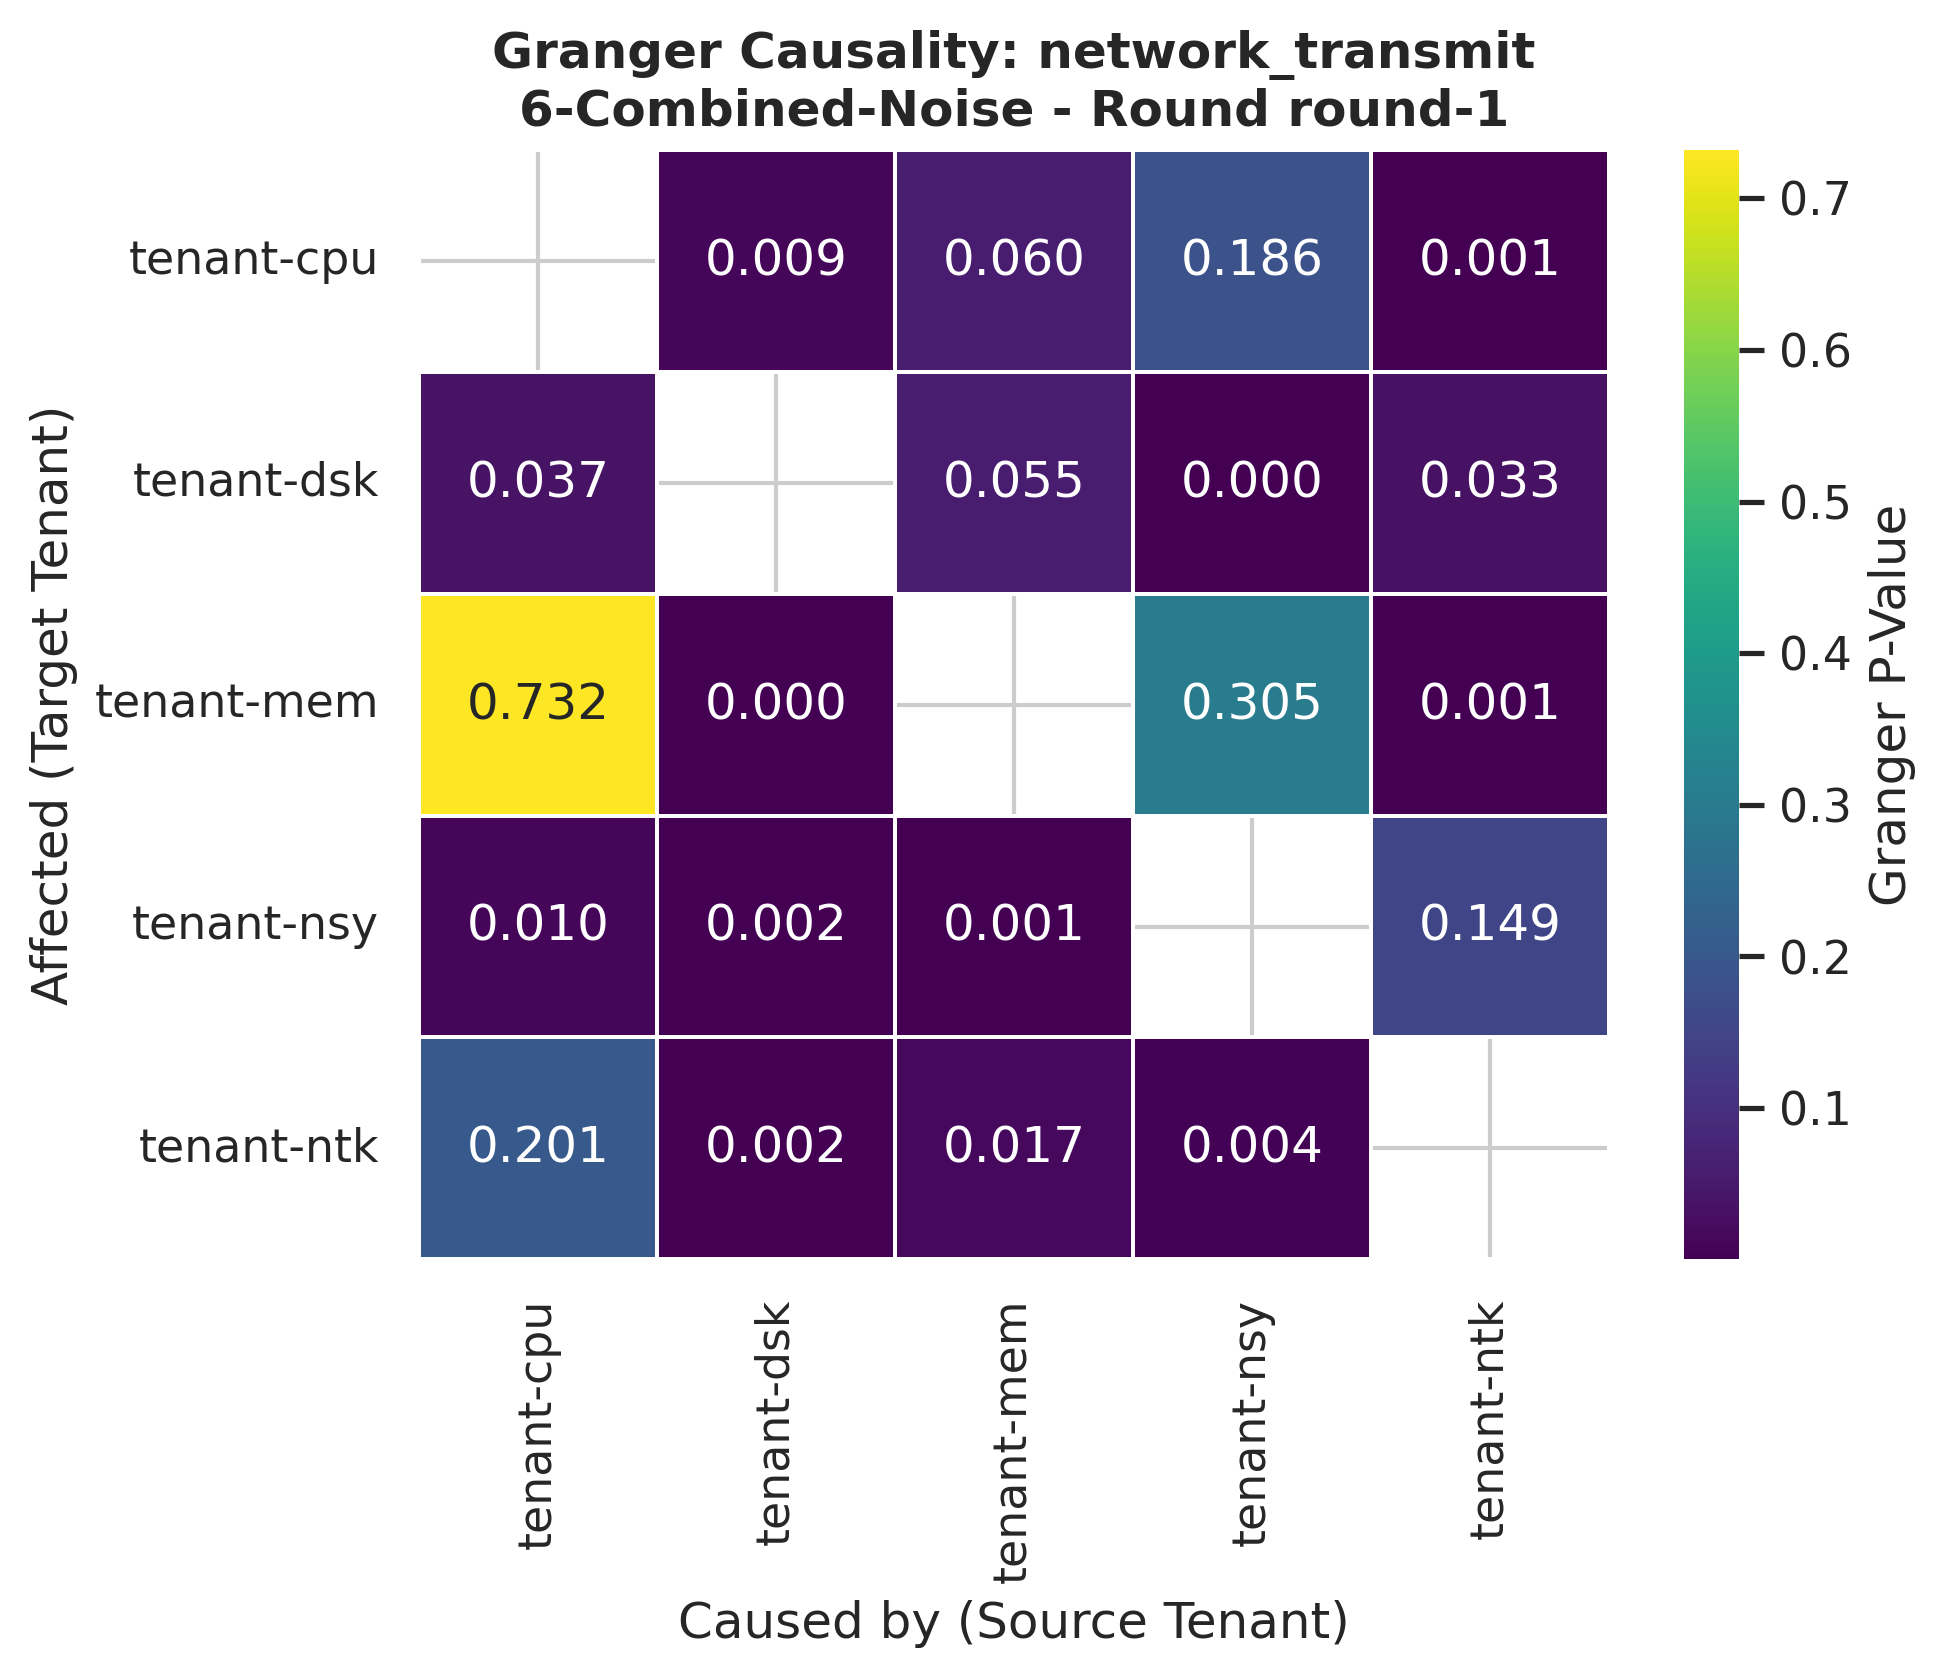 Granger Causality: network_transmit
6-Combined-Noise - Round round-1
Affected (Target Tenant)
tenant-cpu
0.009
0.060
0.186
0.001
tenant-dsk
0.037
0.055
0.000
0.033
tenant-mem
0.732
0.000
0.305
0.001
tenant-nsy
0.010
0.002
0.001
0.149
tenant-ntk
0.201
0.002
0.017
0.004
tenant-cpu
tenant-dsk
tenant-mem
tenant-nsy
tenant-ntk
Caused by (Source Tenant)
0.7
0.6
0.5
0.4
0.3
0.2
0.1
Granger P-Value